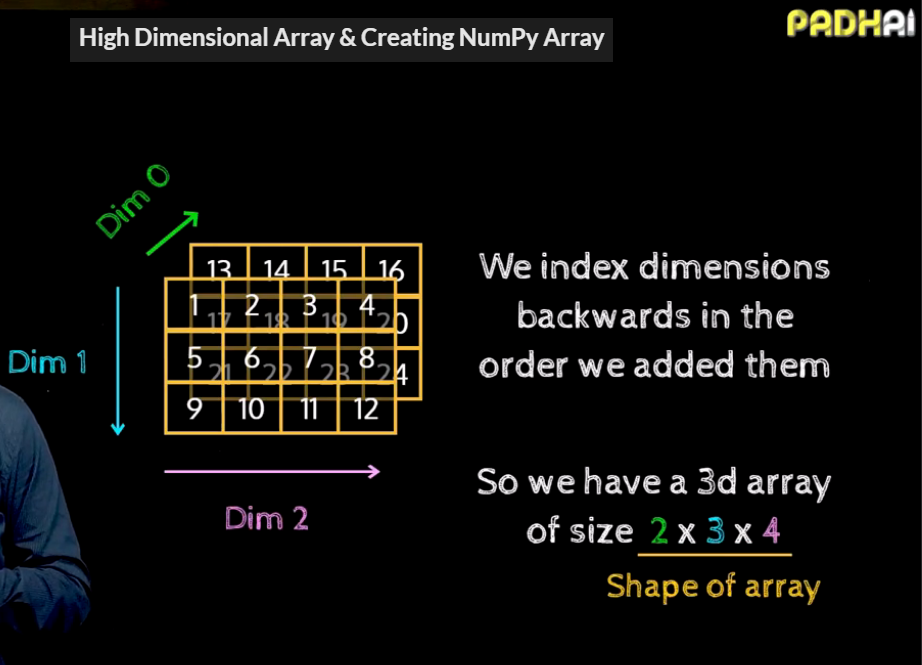 High Dimensional Array & Creating NumPy Array
PADHAI
Dim 0
13 14 15 16
1 2 3 4
17 18 19 20
5 6 7 8
21 22 23 24
9 10 11 12
Dim 1
Dim 2
We index dimensions
backwards in the
order we added them
So we have a 3d array
of size 2 x 3 x 4
Shape of array